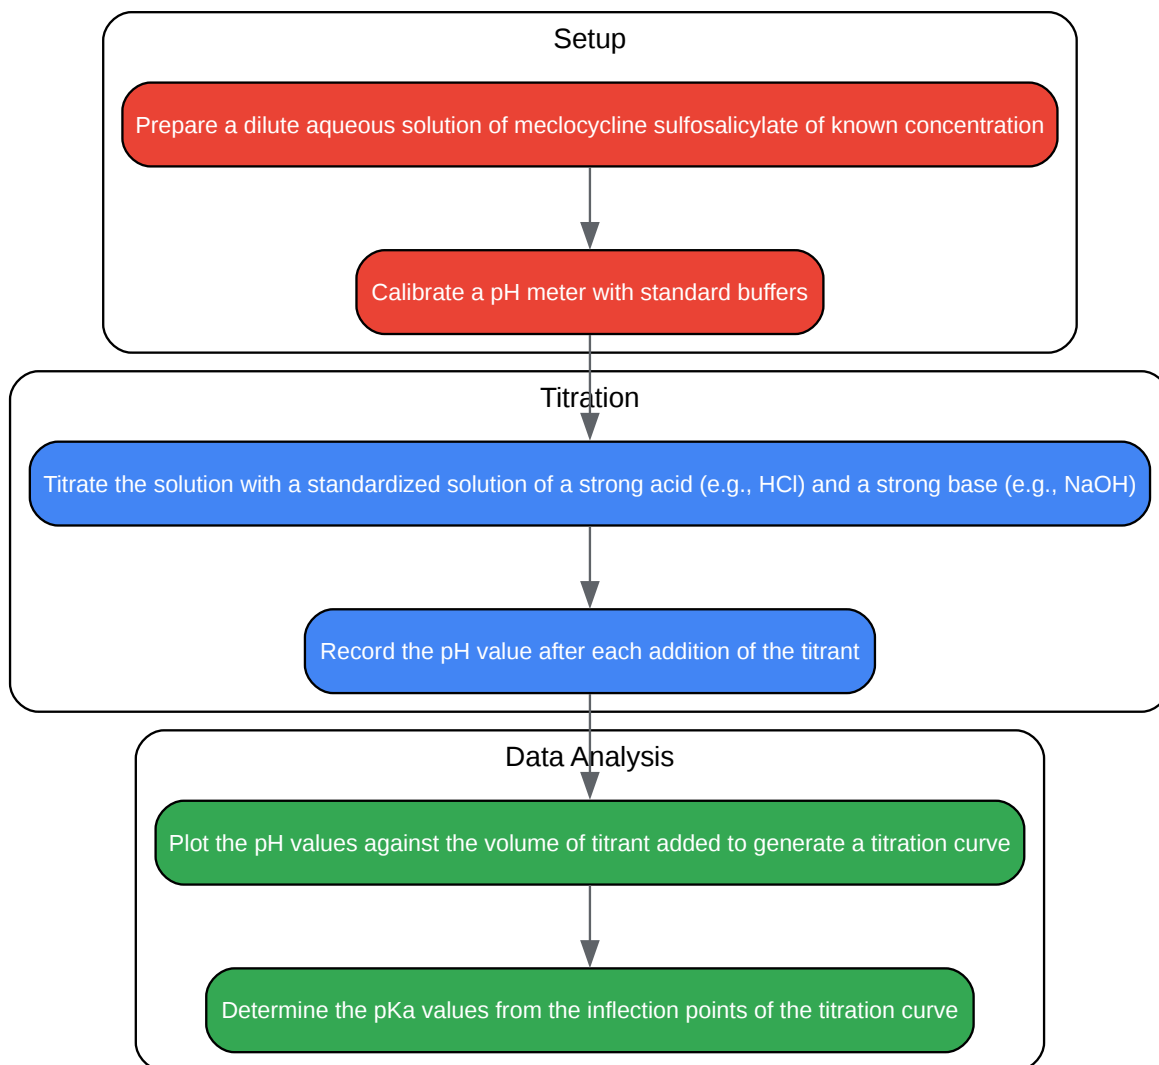 Setup
Prepare a dilute aqueous solution of meclocycline sulfosalicylate of known concentration
Calibrate a pH meter with standard buffers
Titration
Titrate the solution with a standardized solution of a strong acid (e.g., HCl) and a strong base (e.g., NaOH)
Record the pH value after each addition of the titrant
Data Analysis
Plot the pH values against the volume of titrant added to generate a titration curve
Determine the pKa values from the inflection points of the titration curve